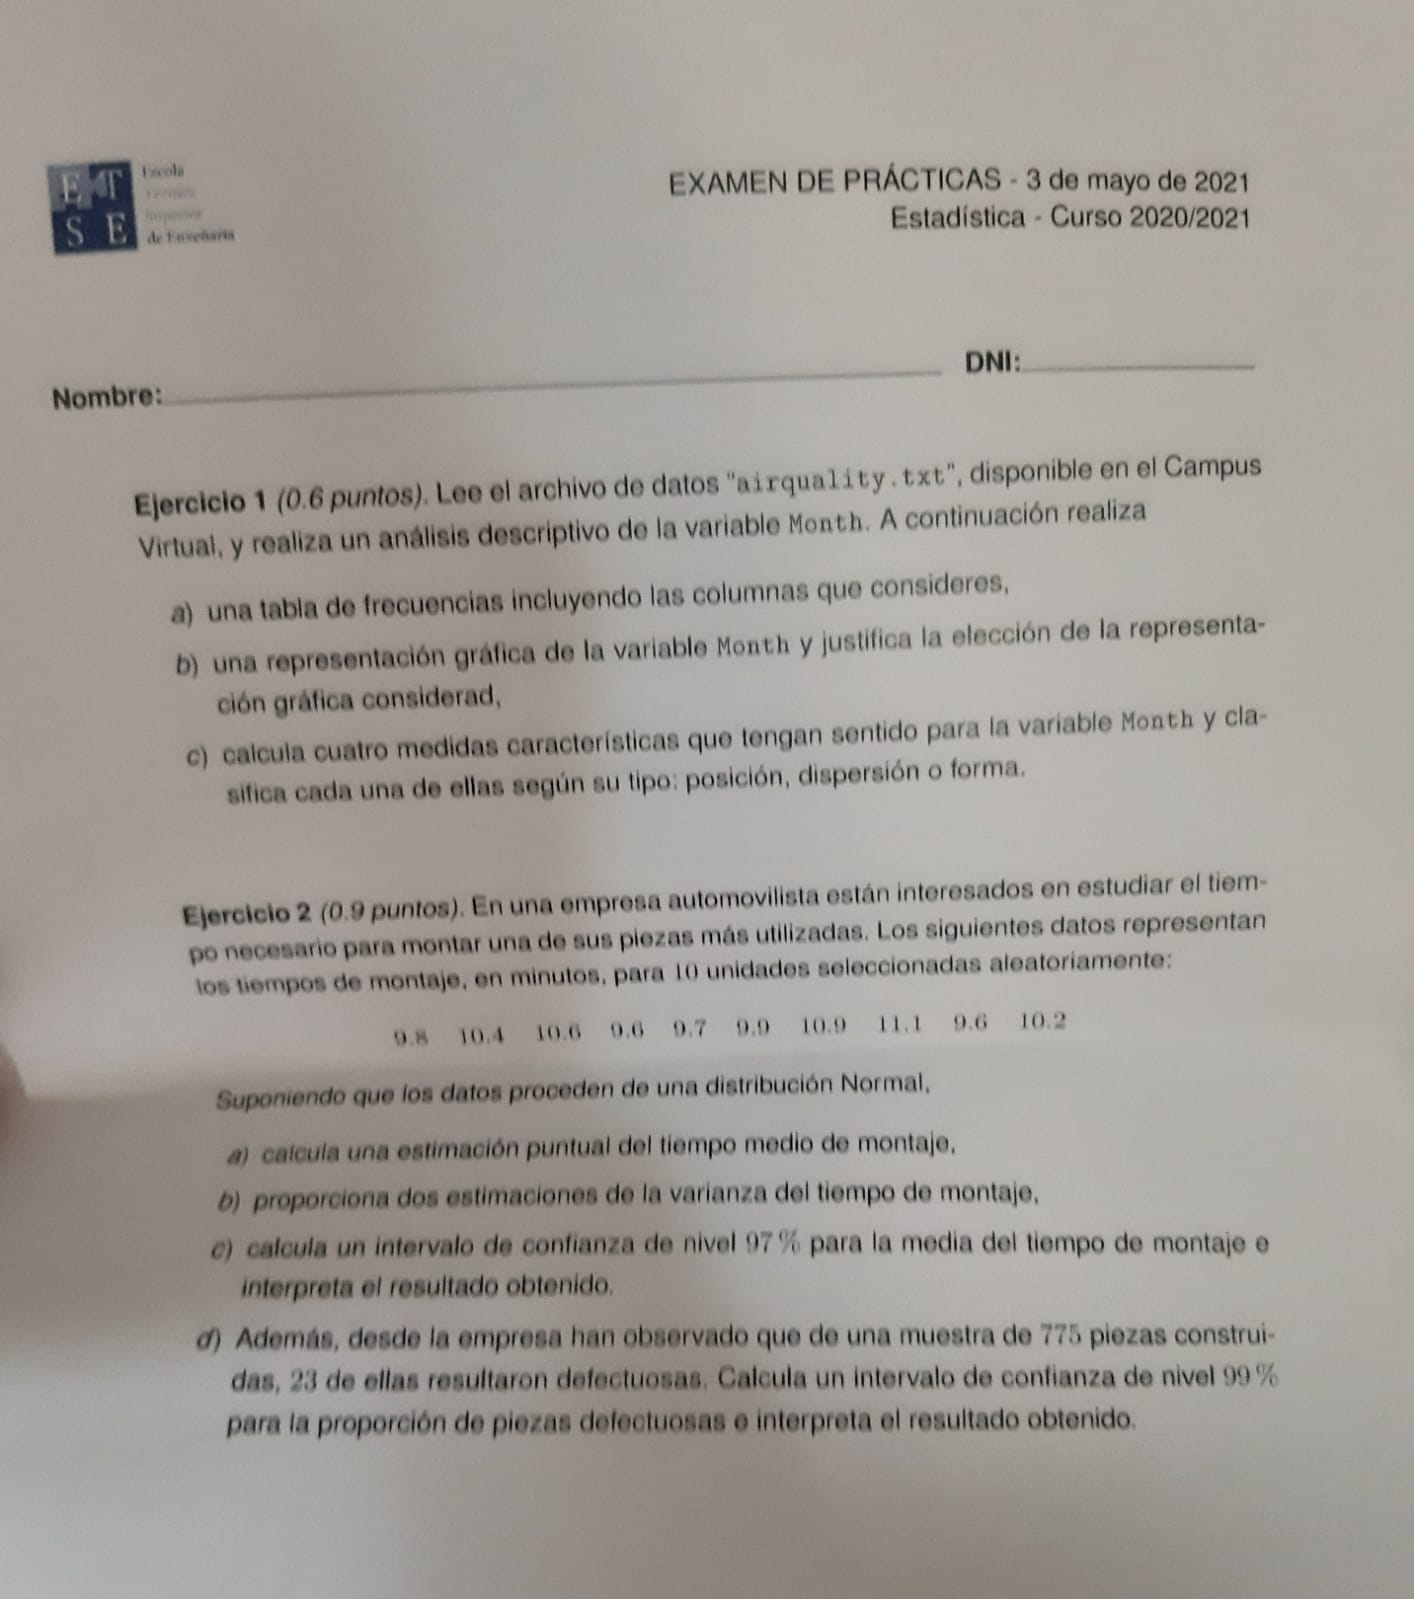 E T
S E
Escola
Tècnica
Superior
de Enseñaria
EXAMEN DE PRÁCTICAS - 3 de mayo de 2021
Estadística - Curso 2020/2021
Nombre:
DNI:
Ejercicio 1 (0.6 puntos). Lee el archivo de datos "airquality.txt", disponible en el Campus
Virtual, y realiza un análisis descriptivo de la variable Month. A continuación realiza
a) una tabla de frecuencias incluyendo las columnas que consideres,
b) una representación gráfica de la variable Month y justifica la elección de la representa-
ción gráfica considerad,
c) calcula cuatro medidas características que tengan sentido para la variable Month y cla-
sifica cada una de ellas según su tipo: posición, dispersión o forma.
Ejercicio 2 (0.9 puntos). En una empresa automovilista están interesados en estudiar el tiem-
po necesario para montar una de sus piezas más utilizadas. Los siguientes datos representan
los tiempos de montaje, en minutos, para 10 unidades seleccionadas aleatoriamente:
9.8 10.4 10.6 9.6 9.7 9.9 10.9 11.1 9.6 10.2
Suponiendo que los datos proceden de una distribución Normal,
a) calcula una estimación puntual del tiempo medio de montaje,
b) proporciona dos estimaciones de la varianza del tiempo de montaje,
c) calcula un intervalo de confianza de nivel 97% para la media del tiempo de montaje e
interpreta el resultado obtenido.
d) Además, desde la empresa han observado que de una muestra de 775 piezas construi-
das, 23 de ellas resultaron defectuosas. Calcula un intervalo de confianza de nivel 99%
para la proporción de piezas defectuosas e interpreta el resultado obtenido.